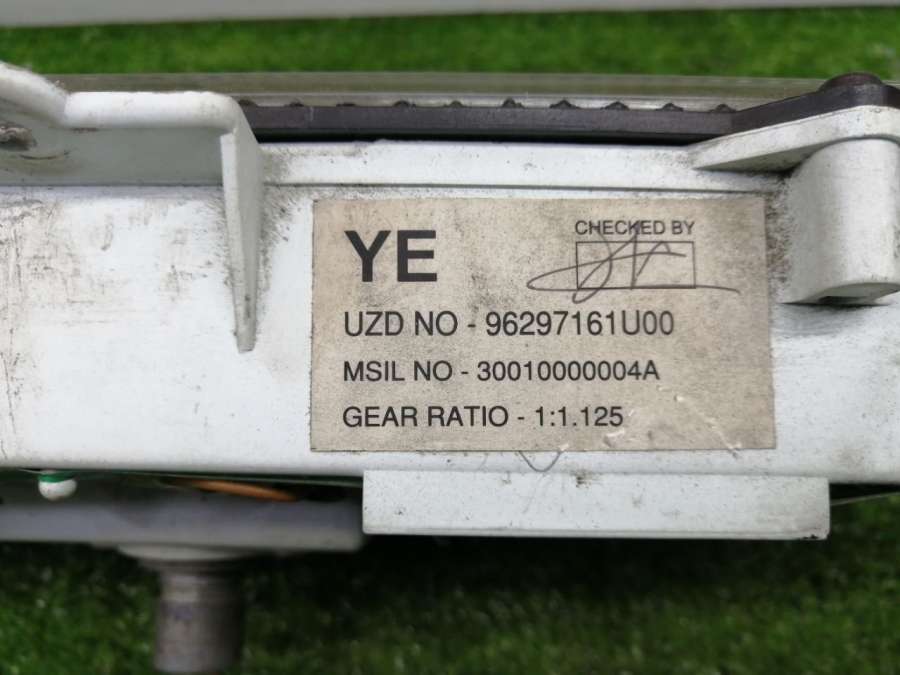 YE
CHECKED BY
UZD NO - 96297161U00
MSIL NO - 30010000004A
GEAR RATIO - 1:1.125